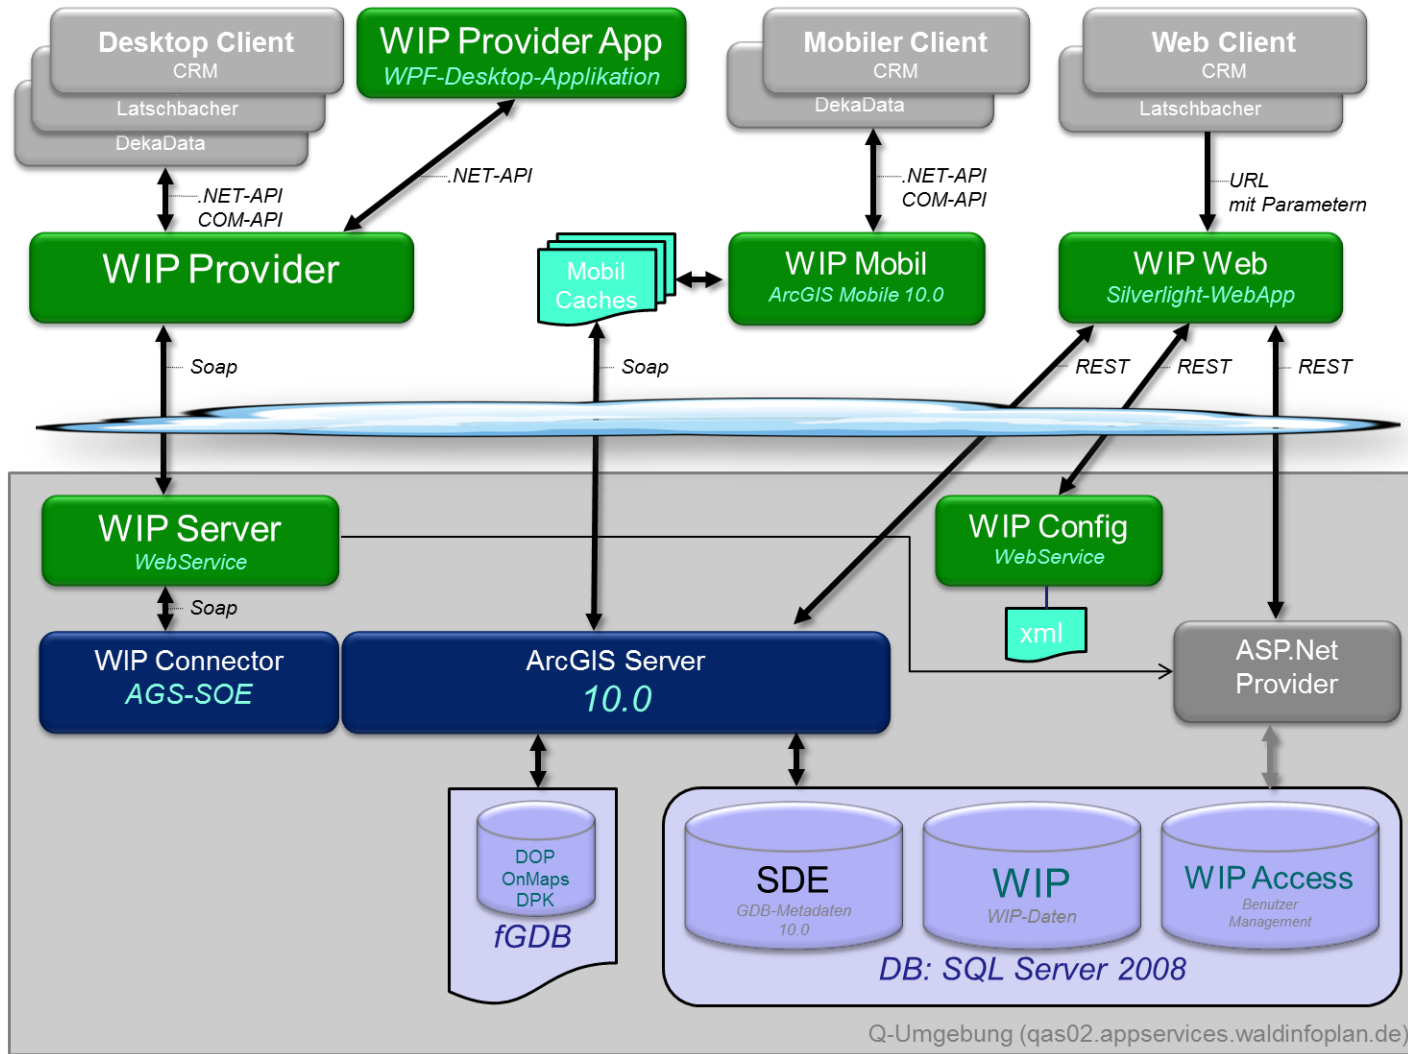 Desktop Client
CRM
Latschbacher
DekaData
WIP Provider App
WPF-Desktop-Applikation
Mobiler Client
CRM
DekaData
Web Client
CRM
Latschbacher
.NET-API
COM-API
.NET-API
.NET-API
COM-API
URL
mit Parametern
WIP Provider
Mobil
Caches
WIP Mobil
ArcGIS Mobile 10.0
WIP Web
Silverlight-WebApp
Soap
Soap
REST
REST
REST
WIP Server
WebService
WIP Config
WebService
Soap
xml
WIP Connector
AGS-SOE
ArcGIS Server
10.0
ASP.Net
Provider
DOP
OnMaps
DPK
fGDB
SDE
GDB-Metadaten
10.0
WIP
WIP-Daten
WIP Access
Benutzer
Management
DB: SQL Server 2008
Q-Umgebung (qas02.appservices.waldinfoplan.de)